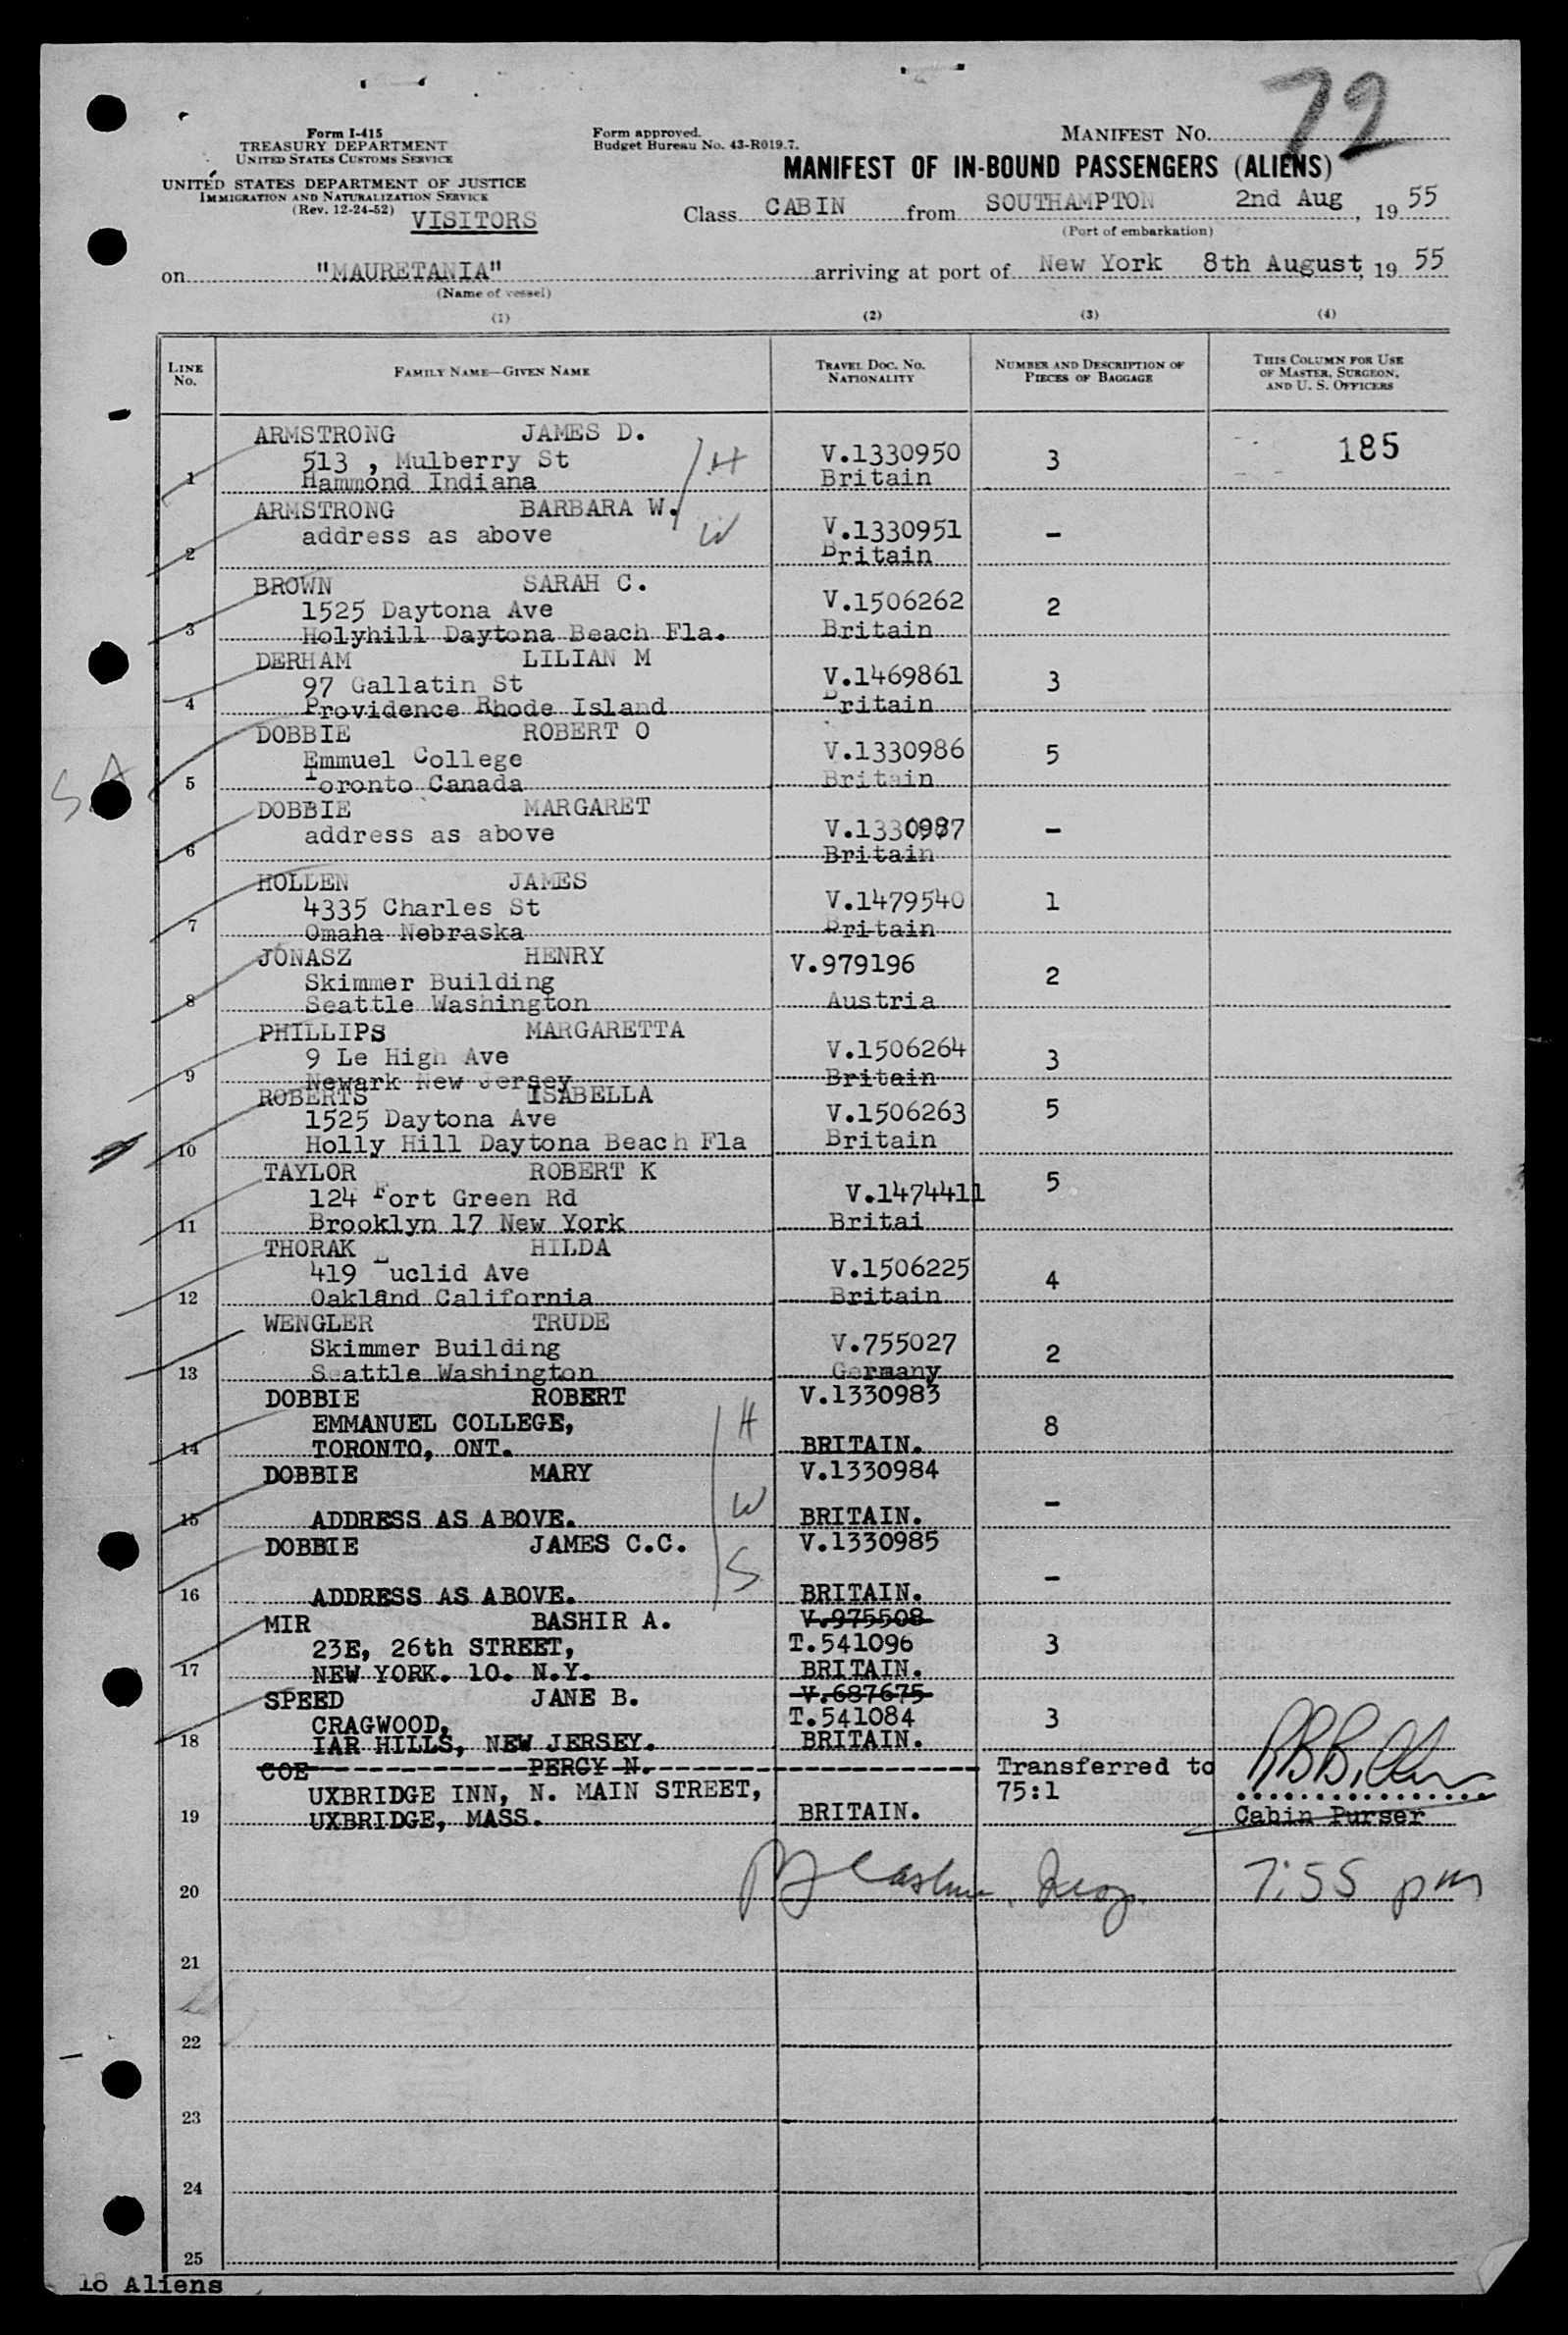 72
Form I-415
TREASURY DEPARTMENT
UNITED STATES CUSTOMS SERVICE
UNITED STATES DEPARTMENT OF JUSTICE
IMMIGRATION AND NATURALIZATION SERVICE
(Rev. 12-24-52)
VISITORS
Form approved.
Budget Bureau No. 43-R019.7.
MANIFEST NO.
MANIFEST OF IN-BOUND PASSENGERS (ALIENS)
Class CABIN from SOUTHAMPTON 2nd Aug, 1955
(Port of embarkation)
on "MAURETANIA" arriving at port of New York 8th August, 1955
(Name of vessel)
(1) (2) (3) (4)
LINE No. FAMILY NAME—GIVEN NAME TRAVEL DOC. NO. NATIONALITY NUMBER AND DESCRIPTION OF PIECES OF BAGGAGE THIS COLUMN FOR USE OF MASTER, SURGEON, AND U. S. OFFICERS
ARMSTRONG JAMES D.
513 , Mulberry St H V.1330950 3 185
1 Hammond Indiana Britain
ARMSTRONG BARBARA W.
address as above W V.1330951 -
2 Britain
BROWN SARAH C.
1525 Daytona Ave V.1506262 2
3 Holyhill Daytona Beach Fla. Britain
DERHAM LILIAN M
97 Gallatin St V.1469861 3
4 Providence Rhode Island Britain
DOBBIE ROBERT O
Emmuel College V.1330986 5
5 Toronto Canada Britain
SA
DOBBIE MARGARET
address as above V.1330987 -
6 Britain
HOLDEN JAMES
4335 Charles St V.1479540 1
7 Omaha Nebraska Britain
JONASZ HENRY V.979196
Skimmer Building 2
8 Seattle Washington Austria
PHILLIPS MARGARETTA
9 Le High Ave V.1506264 3
9 Newark New Jersey Britain
ROBERTS ISABELLA
1525 Daytona Ave V.1506263 5
10 Holly Hill Daytona Beach Fla Britain
TAYLOR ROBERT K
124 Fort Green Rd V.1474411 5
11 Brooklyn 17 New York Britai
THORAK HILDA
419 Euclid Ave V.1506225 4
12 Oakland California Britain
WENGLER TRUDE
Skimmer Building V.755027 2
13 Seattle Washington Germany
DOBBIE ROBERT V.1330983
EMMANUEL COLLEGE, H 8
14 TORONTO, ONT. BRITAIN.
DOBBIE MARY V.1330984
W -
15 ADDRESS AS ABOVE. BRITAIN.
DOBBIE JAMES C.C. V.1330985
S -
16 ADDRESS AS ABOVE. BRITAIN.
MIR BASHIR A. V.975508
23E, 26th STREET, T.541096 3
17 NEW YORK. 10. N.Y. BRITAIN.
SPEED JANE B. V.687675
CRAGWOOD, T.541084 3
18 IAR HILLS, NEW JERSEY. BRITAIN.
COE PERCY N. Transferred to
UXBRIDGE INN, N. MAIN STREET, 75:1
19 UXBRIDGE, MASS. BRITAIN. Cabin Purser
20 7:55 pm
21
22
23
24
25
18 Aliens